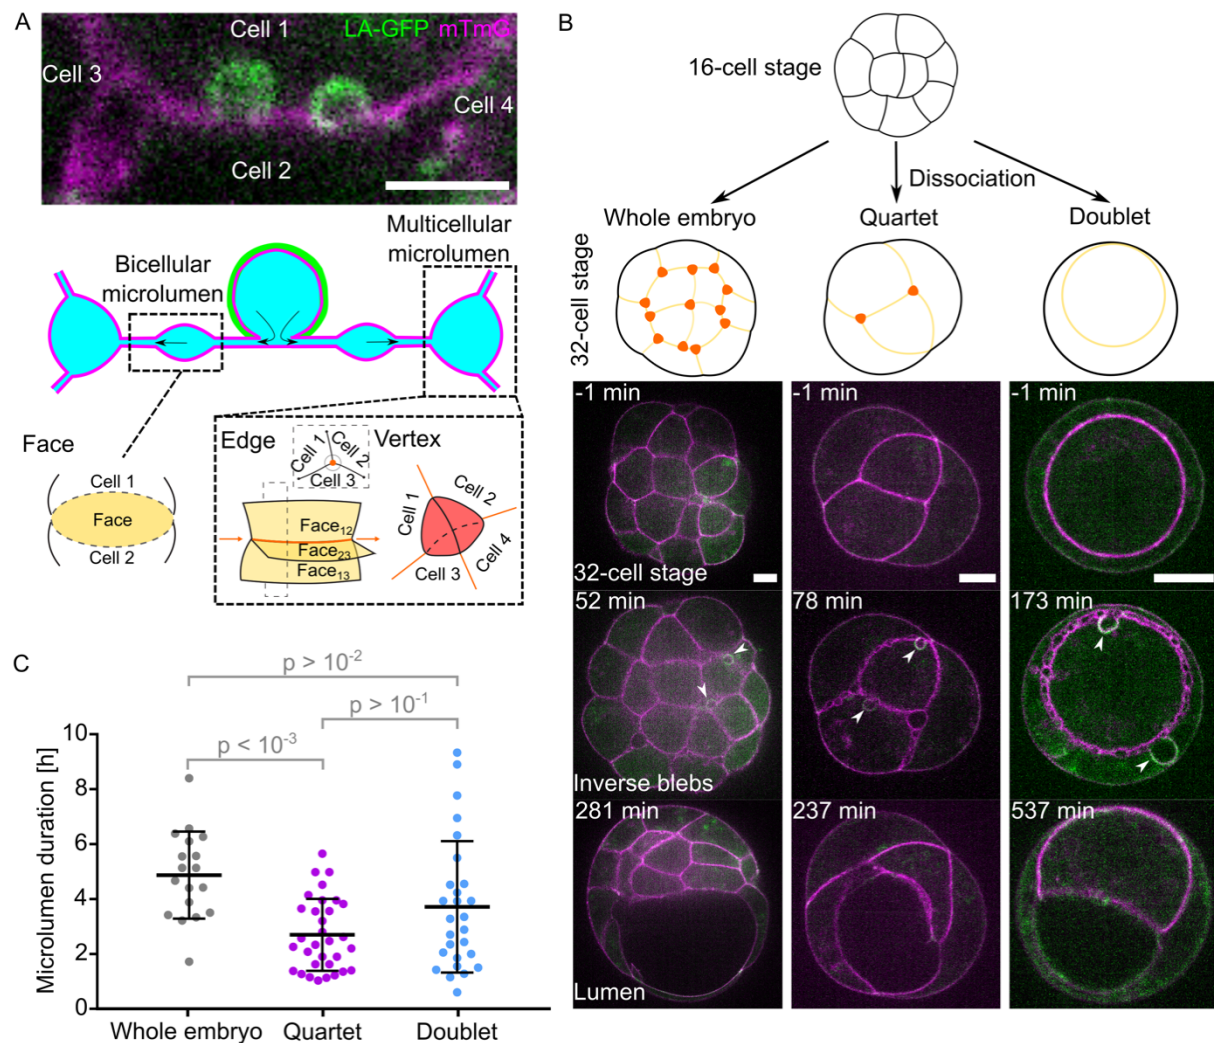 A
Cell 1
LA-GFP mTmG
Cell 3
Cell 4
Cell 2
Multicellular
microlumen
Bicellular
microlumen
Face
Cell 1
Face
Cell 2
Edge
Vertex
Cell 1
Cell 2
Cell 3
Face12
Face23
Face13
Cell 1
Cell 2
Cell 3
Cell 4
B
16-cell stage
Dissociation
Whole embryo
Quartet
Doublet
32-cell stage
-1 min
-1 min
-1 min
32-cell stage
52 min
78 min
173 min
Inverse blebs
281 min
237 min
537 min
Lumen
C
p > 10-2
p > 10-1
p < 10-3
Microlumen duration [h]
10
8
6
4
2
0
Whole embryo
Quartet
Doublet